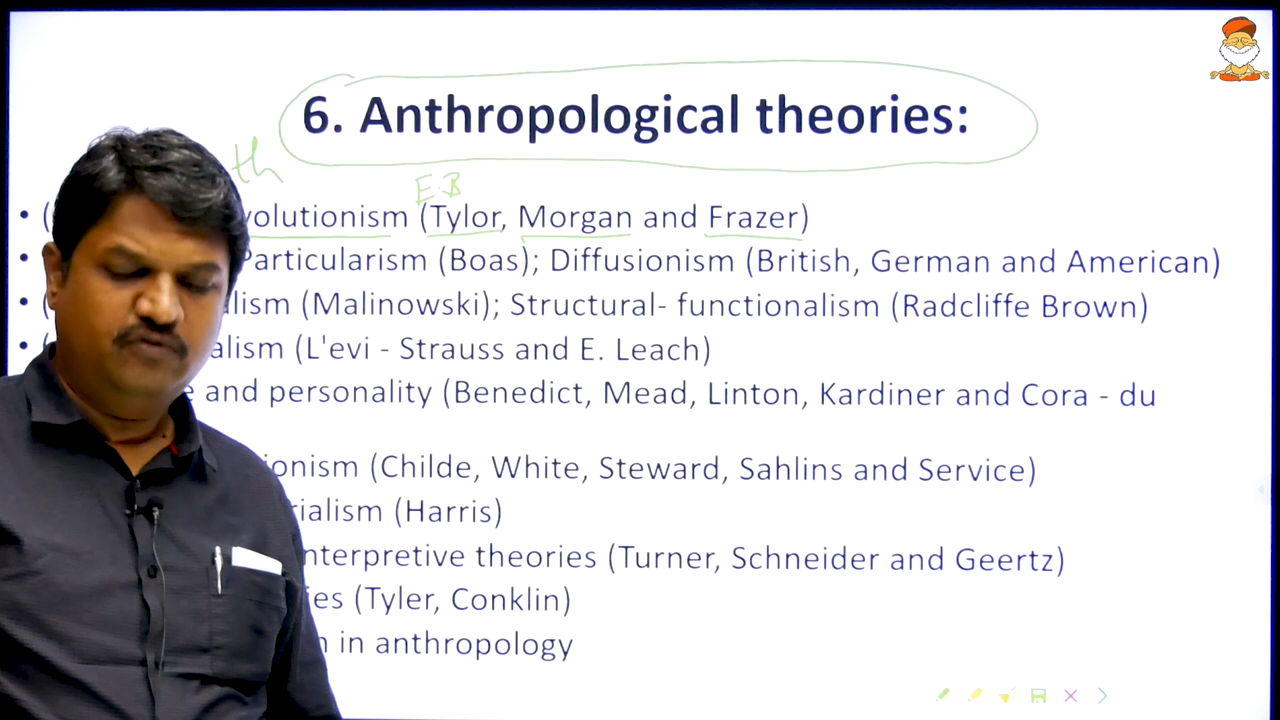 6. Anthropological theories:
th
E.B
• ( volutionism (Tylor, Morgan and Frazer)
• Particularism (Boas); Diffusionism (British, German and American)
• ( lism (Malinowski); Structural- functionalism (Radcliffe Brown)
• ( alism (L'evi - Strauss and E. Leach)
e and personality (Benedict, Mead, Linton, Kardiner and Cora - du
ionism (Childe, White, Steward, Sahlins and Service)
rialism (Harris)
nterpretive theories (Turner, Schneider and Geertz)
ies (Tyler, Conklin)
n in anthropology